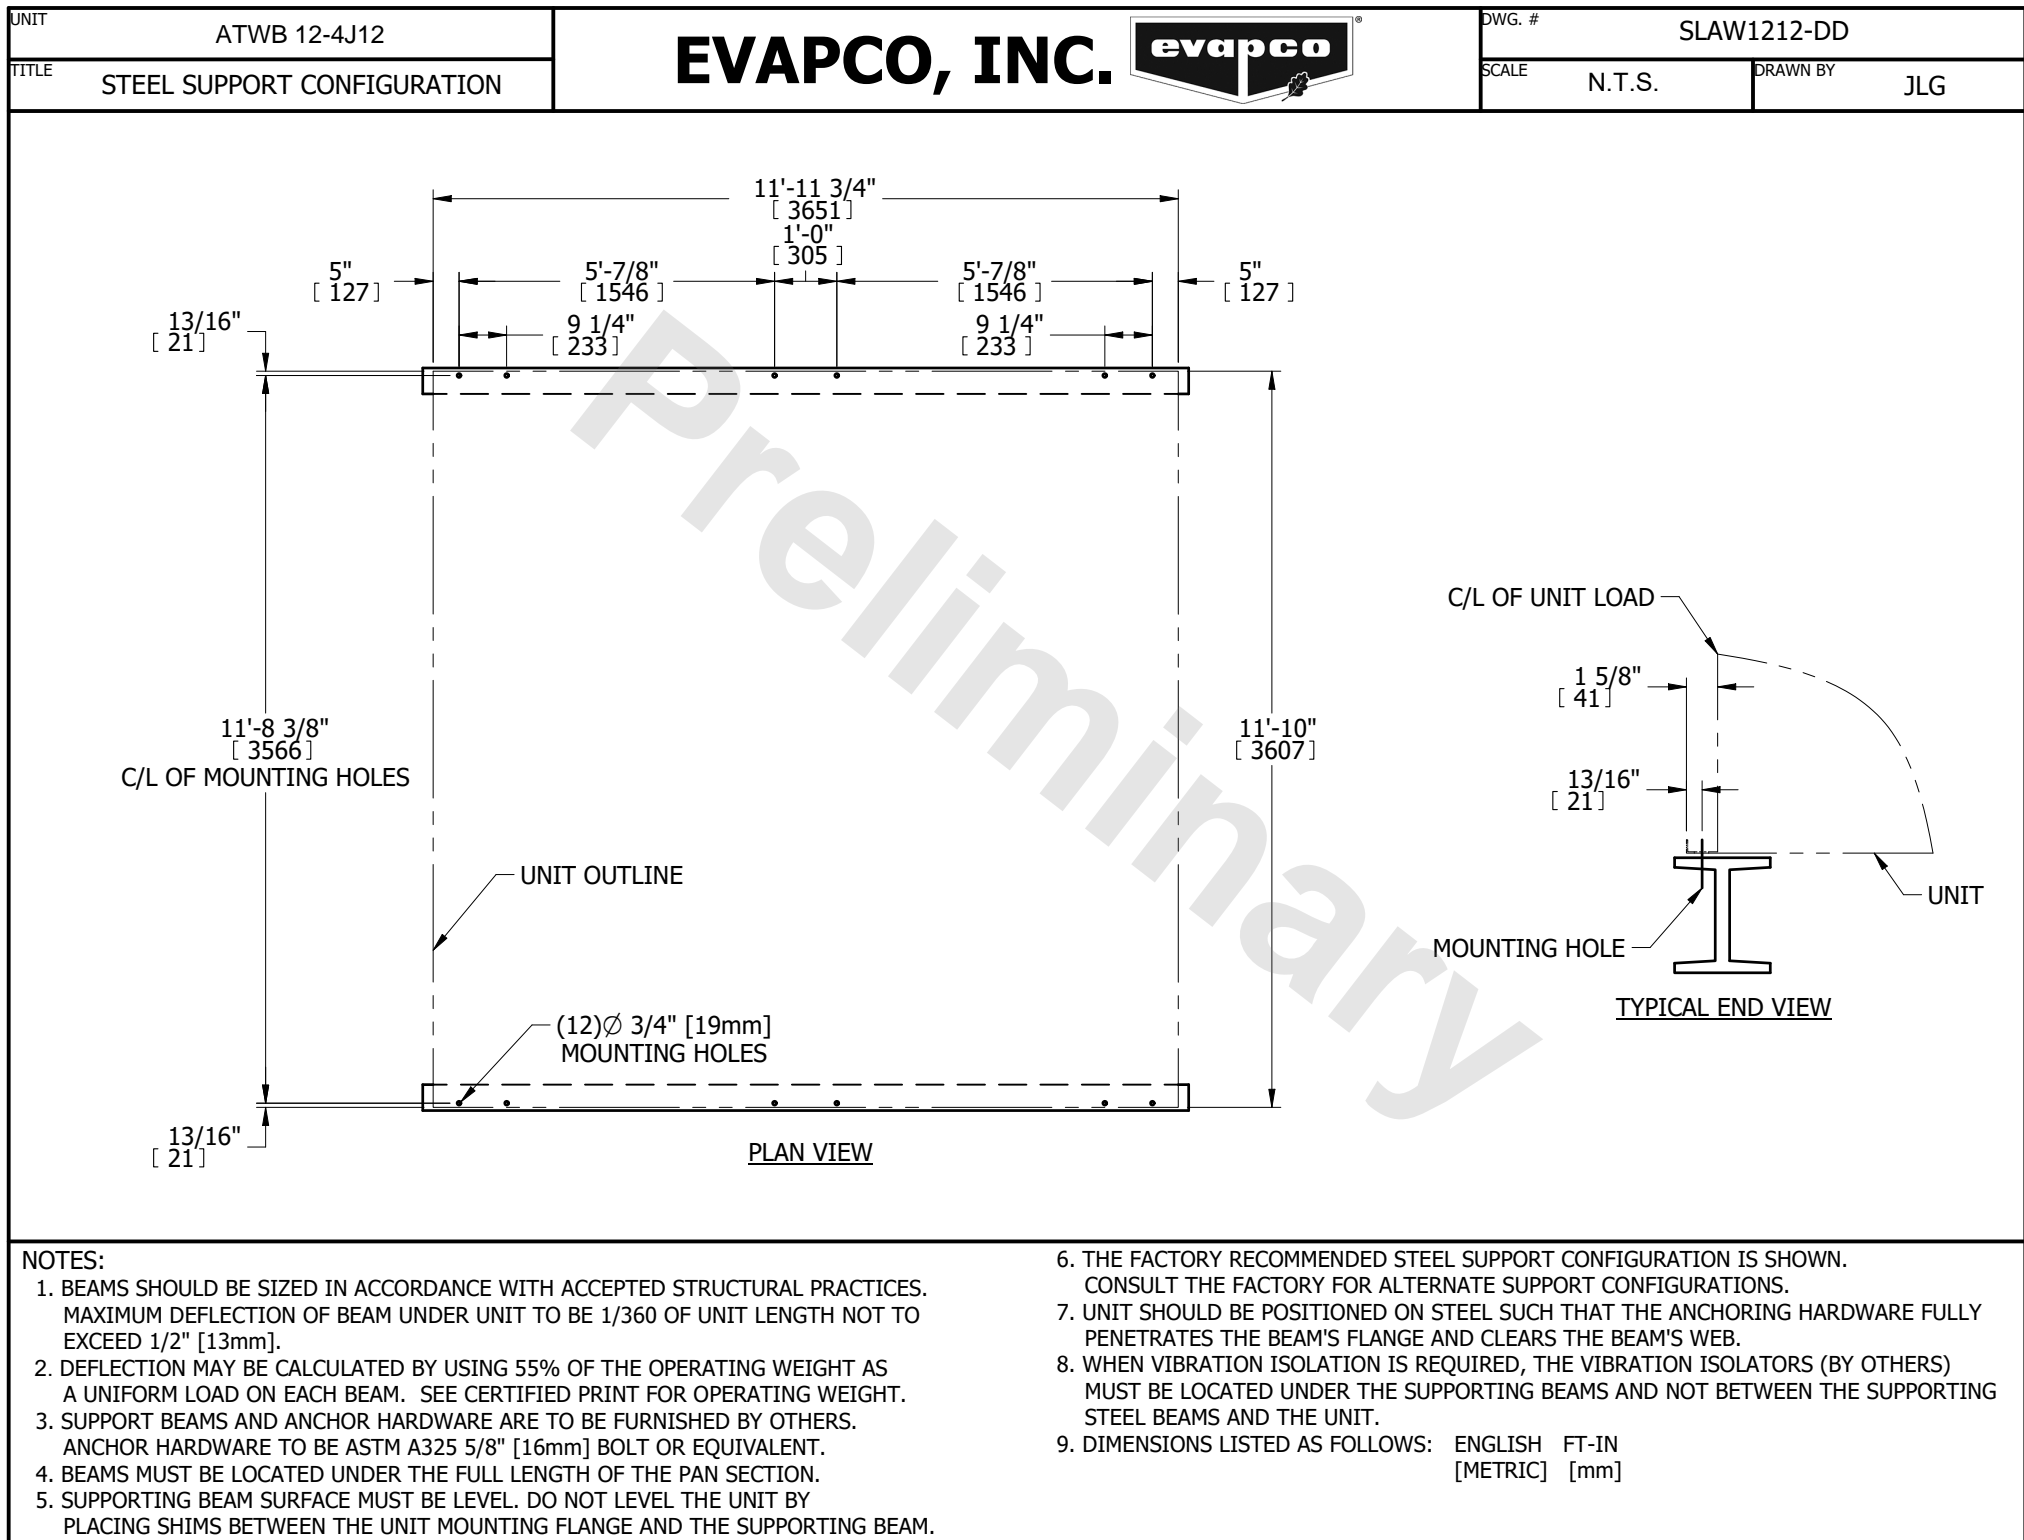 UNIT
ATWB 12-4J12
TITLE
STEEL SUPPORT CONFIGURATION
EVAPCO, INC.
evapco
®
DWG. #
SLAW1212-DD
SCALE
N.T.S.
DRAWN BY
JLG
11'-11 3/4"
[ 3651]
1'-0"
[ 305 ]
5"
[ 127]
5'-7/8"
[ 1546 ]
5'-7/8"
[ 1546 ]
5"
[ 127 ]
13/16"
[ 21]
9 1/4"
[ 233]
9 1/4"
[ 233 ]
Preliminary
11'-8 3/8"
[ 3566]
C/L OF MOUNTING HOLES
11'-10"
[ 3607]
UNIT OUTLINE
(12)Ø 3/4" [19mm]
MOUNTING HOLES
13/16"
[ 21]
PLAN VIEW
C/L OF UNIT LOAD
1 5/8"
[ 41]
13/16"
[ 21]
UNIT
MOUNTING HOLE
TYPICAL END VIEW
NOTES:
1. BEAMS SHOULD BE SIZED IN ACCORDANCE WITH ACCEPTED STRUCTURAL PRACTICES.
MAXIMUM DEFLECTION OF BEAM UNDER UNIT TO BE 1/360 OF UNIT LENGTH NOT TO
EXCEED 1/2" [13mm].
2. DEFLECTION MAY BE CALCULATED BY USING 55% OF THE OPERATING WEIGHT AS
A UNIFORM LOAD ON EACH BEAM. SEE CERTIFIED PRINT FOR OPERATING WEIGHT.
3. SUPPORT BEAMS AND ANCHOR HARDWARE ARE TO BE FURNISHED BY OTHERS.
ANCHOR HARDWARE TO BE ASTM A325 5/8" [16mm] BOLT OR EQUIVALENT.
4. BEAMS MUST BE LOCATED UNDER THE FULL LENGTH OF THE PAN SECTION.
5. SUPPORTING BEAM SURFACE MUST BE LEVEL. DO NOT LEVEL THE UNIT BY
PLACING SHIMS BETWEEN THE UNIT MOUNTING FLANGE AND THE SUPPORTING BEAM.
6. THE FACTORY RECOMMENDED STEEL SUPPORT CONFIGURATION IS SHOWN.
CONSULT THE FACTORY FOR ALTERNATE SUPPORT CONFIGURATIONS.
7. UNIT SHOULD BE POSITIONED ON STEEL SUCH THAT THE ANCHORING HARDWARE FULLY
PENETRATES THE BEAM'S FLANGE AND CLEARS THE BEAM'S WEB.
8. WHEN VIBRATION ISOLATION IS REQUIRED, THE VIBRATION ISOLATORS (BY OTHERS)
MUST BE LOCATED UNDER THE SUPPORTING BEAMS AND NOT BETWEEN THE SUPPORTING
STEEL BEAMS AND THE UNIT.
9. DIMENSIONS LISTED AS FOLLOWS: ENGLISH FT-IN
[METRIC] [mm]